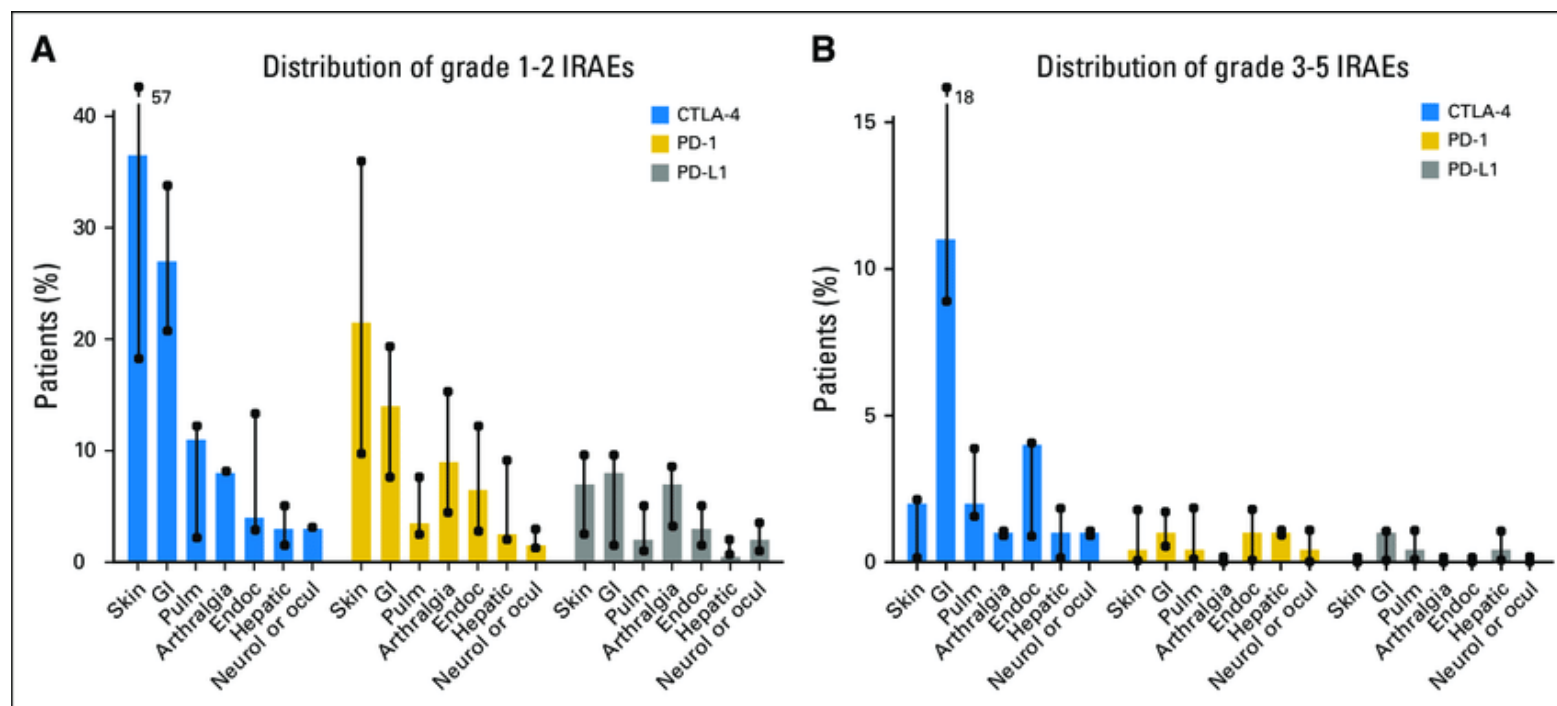 A
Distribution of grade 1-2 IRAEs
57
CTLA-4
PD-1
PD-L1
Patients (%)
40
30
20
10
0
Skin
GI
Pulm
Arthralgia
Endoc
Hepatic
Neurol or ocul
Skin
GI
Pulm
Arthralgia
Endoc
Hepatic
Neurol or ocul
Skin
GI
Pulm
Arthralgia
Endoc
Hepatic
Neurol or ocul
B
Distribution of grade 3-5 IRAEs
18
CTLA-4
PD-1
PD-L1
Patients (%)
15
10
5
0
Skin
GI
Pulm
Arthralgia
Endoc
Hepatic
Neurol or ocul
Skin
GI
Pulm
Arthralgia
Endoc
Hepatic
Neurol or ocul
Skin
GI
Pulm
Arthralgia
Endoc
Hepatic
Neurol or ocul